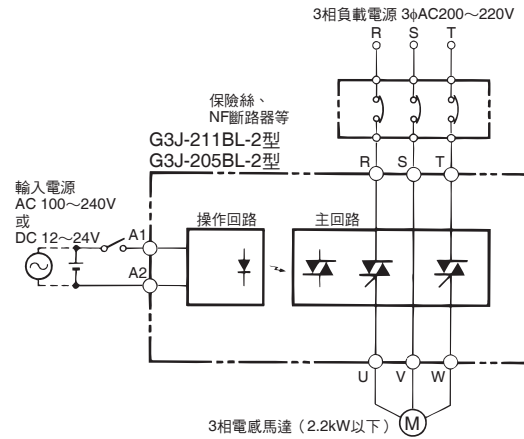 3相負載電源 3φAC200～220V
R S T
保險絲、
NF斷路器等
G3J-211BL-2型
G3J-205BL-2型
R S T
輸入電源
AC 100～240V
或
DC 12～24V
A1
A2
操作回路
主回路
U V W
M
3相電感馬達（2.2kW以下）